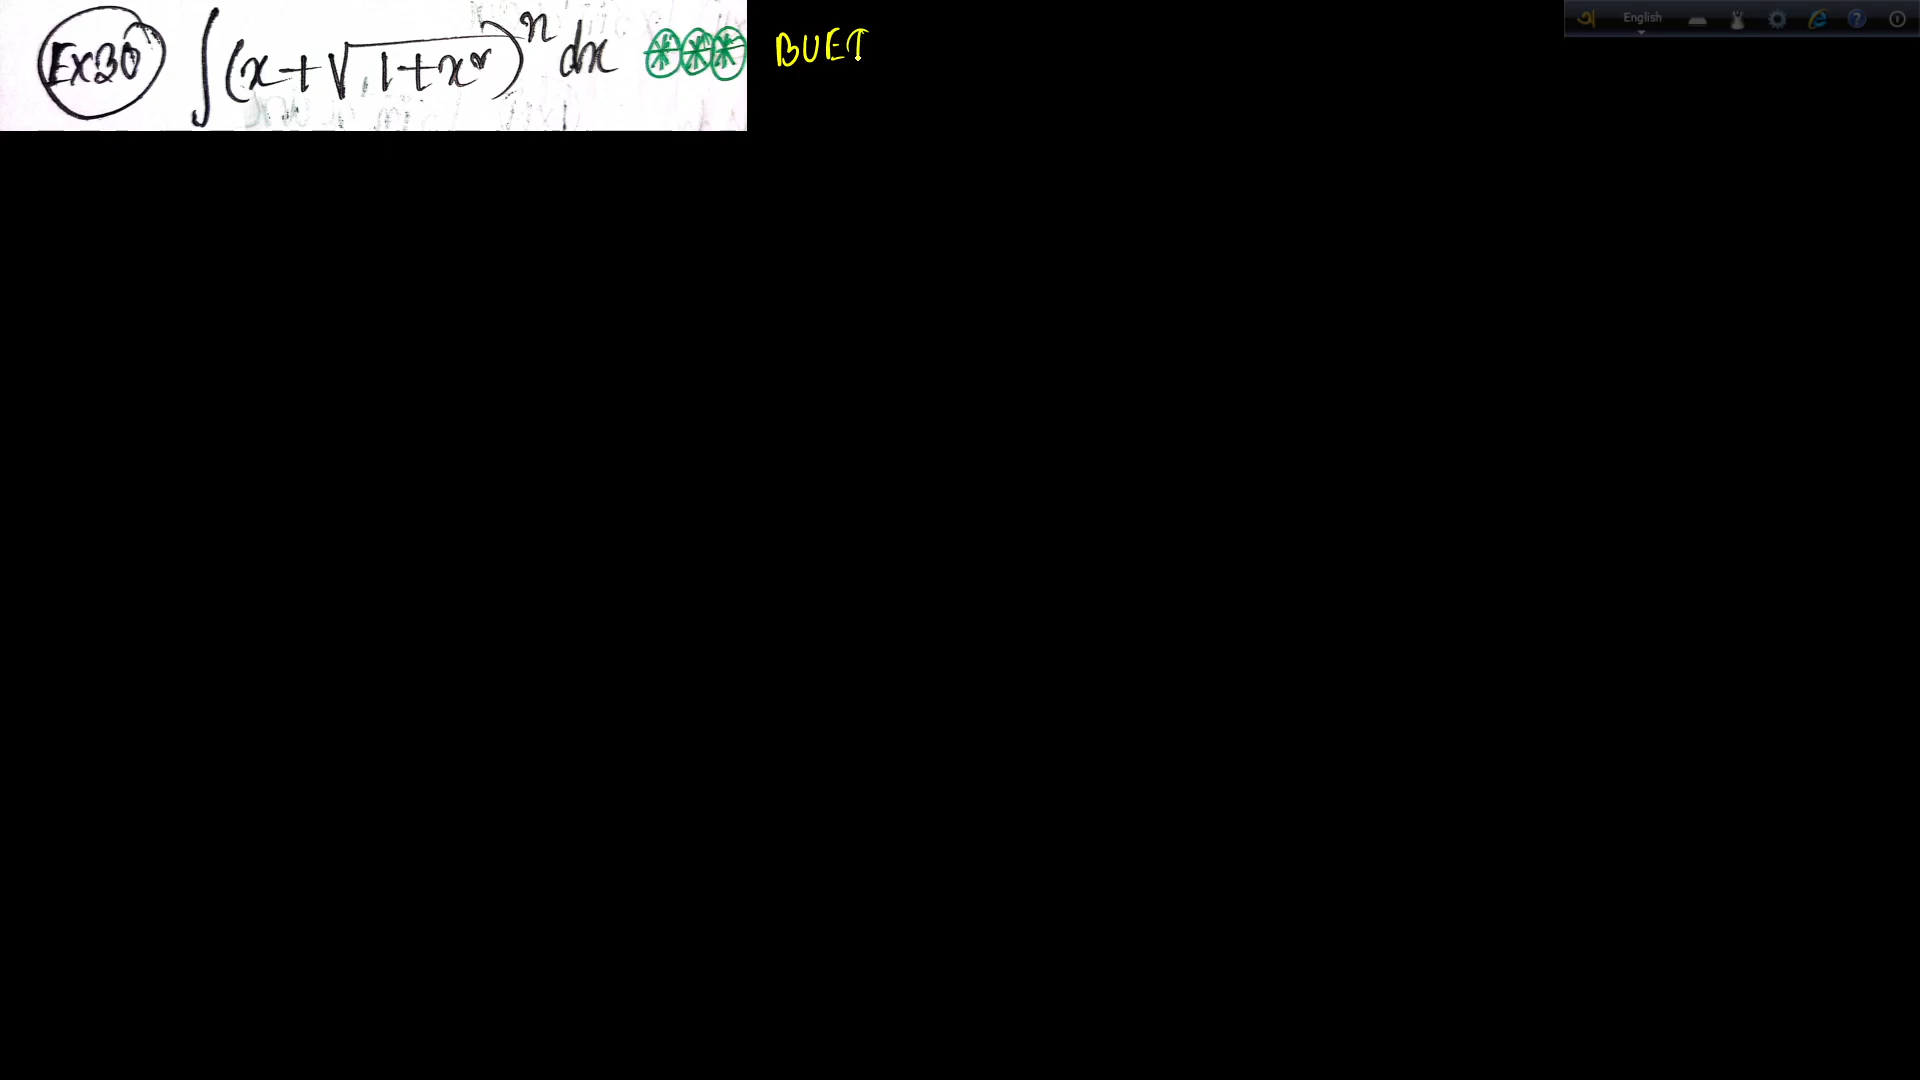 Ex30 ∫(x+√1+x²)ⁿ dx *** BUET
English